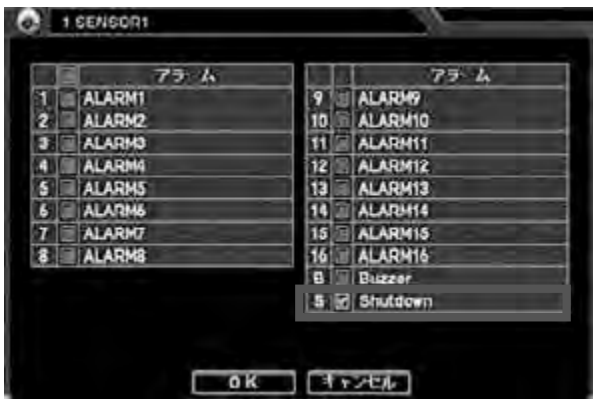 1 SENSOR1
アラーム
1 ALARM1
2 ALARM2
3 ALARM3
4 ALARM4
5 ALARM5
6 ALARM6
7 ALARM7
8 ALARM8
アラーム
9 ALARM9
10 ALARM10
11 ALARM11
12 ALARM12
13 ALARM13
14 ALARM14
15 ALARM15
16 ALARM16
B Buzzer
S Shutdown
OK
キャンセル